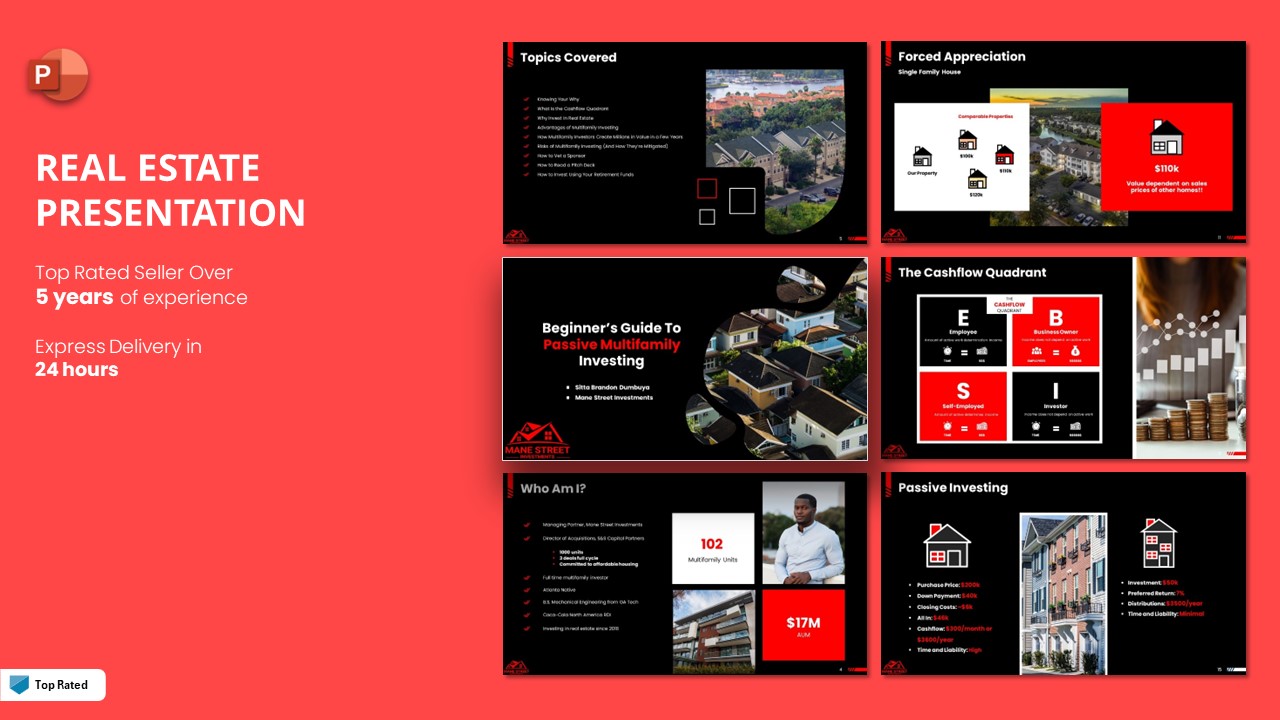 P
REAL ESTATE
PRESENTATION
Top Rated Seller Over
5 years of experience
Express Delivery in
24 hours
Top Rated
Topics Covered
Knowing Your Why
What is the Cashflow Quadrant
Why Invest in Real Estate
Advantages of Multifamily Investing
How Multifamily Investors Create Millions in Value in a Few Years
Risks of Multifamily Investing (And How They're Mitigated)
How to Vet a Sponsor
How to Read a Pitch Deck
How to Invest Using Your Retirement Funds
MANE STREET
Forced Appreciation
Single Family House
Comparable Properties
$100k
Our Property
$110k
$120k
$110k
Value dependent on sales
prices of other homes!!
Beginner's Guide To
Passive Multifamily
Investing
Sitta Brandon Dumbuya
Mane Street Investments
MANE STREET
INVESTMENTS
The Cashflow Quadrant
THE
CASHFLOW
QUADRANT
E
Employee
TIME
B
Business Owner
EMPLOYEES
S
Self-Employed
TIME
I
Investor
TIME
Who Am I?
Managing Partner, Mane Street Investments
Director of Acquisitions, S&S Capital Partners
1000 units
3 deals full cycle
Committed to affordable housing
Full time multifamily investor
Atlanta Native
B.S. Mechanical Engineering from GA Tech
Coca-Cola North America
Investing in real estate since 2016
102
Multifamily Units
$17M
AUM
4
Passive Investing
Purchase Price: $200k
Down Payment: $40k
Closing Costs: ~$6k
All In: $46k
Cashflow: $300/month or
$3600/year
Time and Liability: High
Investment: $50k
Preferred Return: 7%
Distributions: $3500/year
Time and Liability: Minimal
15